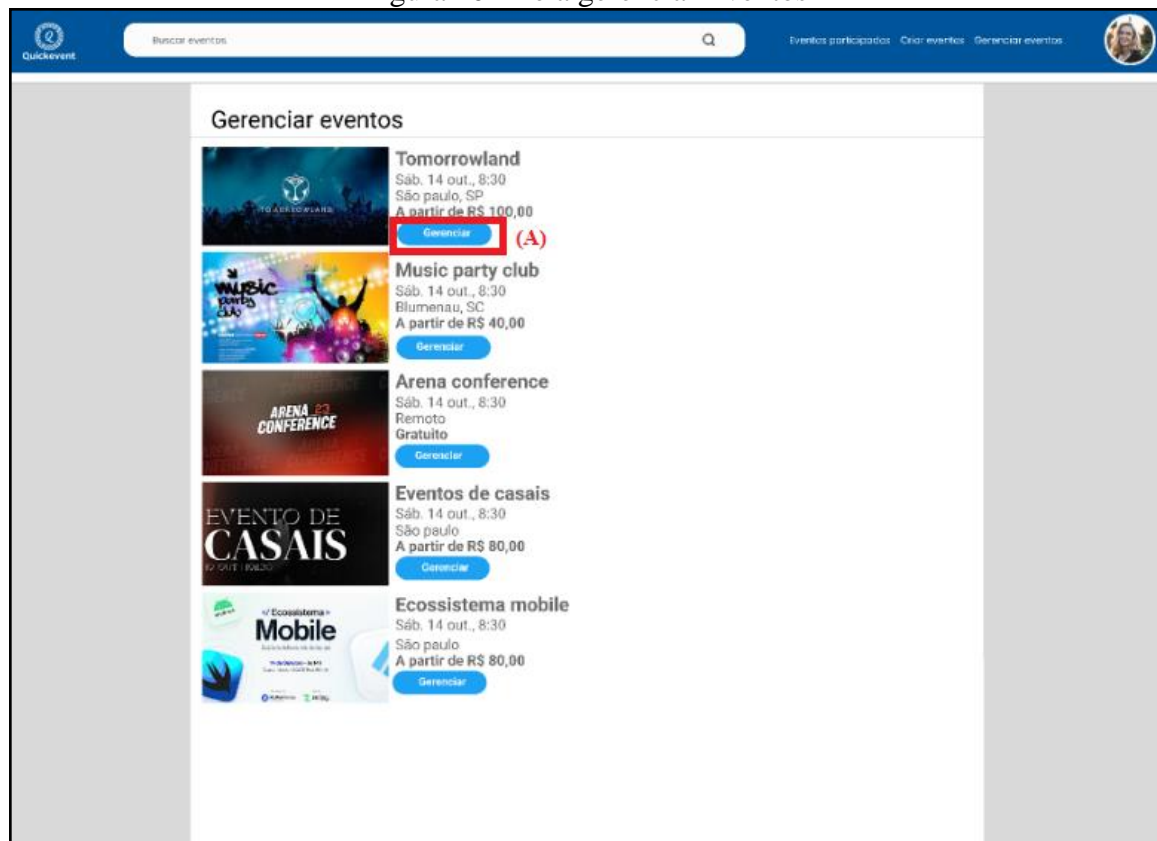 Quickevent
Buscar eventos
Eventos participados Criar eventos Gerenciar eventos
Gerenciar eventos
Tomorrowland
Sáb. 14 out., 8:30
São paulo, SP
A partir de R$ 100,00
Gerenciar (A)
TOMORROWLAND
Music party club
Sáb. 14 out., 8:30
Blumenau, SC
A partir de R$ 40,00
Gerenciar
music
party
club
Arena conference
Sáb. 14 out., 8:30
Remoto
Gratuito
Gerenciar
ARENA 23
CONFERENCE
Eventos de casais
Sáb. 14 out., 8:30
São paulo
A partir de R$ 80,00
Gerenciar
EVENTO DE
CASAIS
Ecossistema mobile
Sáb. 14 out., 8:30
São paulo
A partir de R$ 80,00
Gerenciar
android
</ Ecossistema >
Mobile